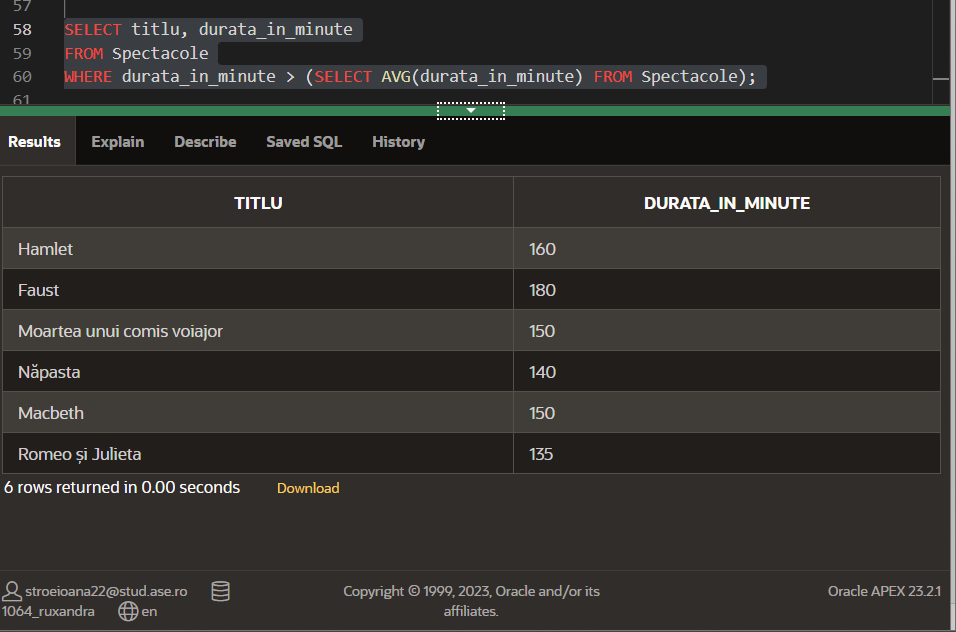 57
58 SELECT titlu, durata_in_minute
59 FROM Spectacole
60 WHERE durata_in_minute > (SELECT AVG(durata_in_minute) FROM Spectacole);
61
Results Explain Describe Saved SQL History
TITLU DURATA_IN_MINUTE
Hamlet 160
Faust 180
Moartea unui comis voiajor 150
Năpasta 140
Macbeth 150
Romeo și Julieta 135
6 rows returned in 0.00 seconds Download
stroeioana22@stud.ase.ro
1064_ruxandra en
Copyright © 1999, 2023, Oracle and/or its
affiliates.
Oracle APEX 23.2.1